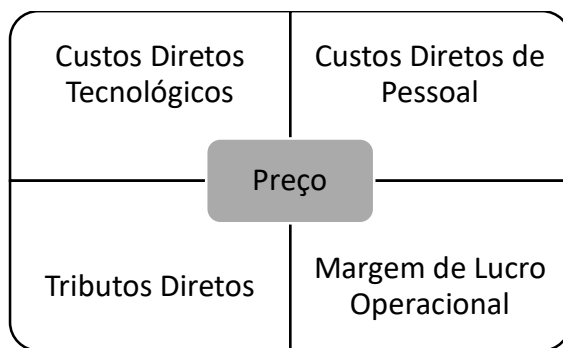 Custos Diretos
Tecnológicos
Custos Diretos de
Pessoal
Preço
Tributos Diretos
Margem de Lucro
Operacional